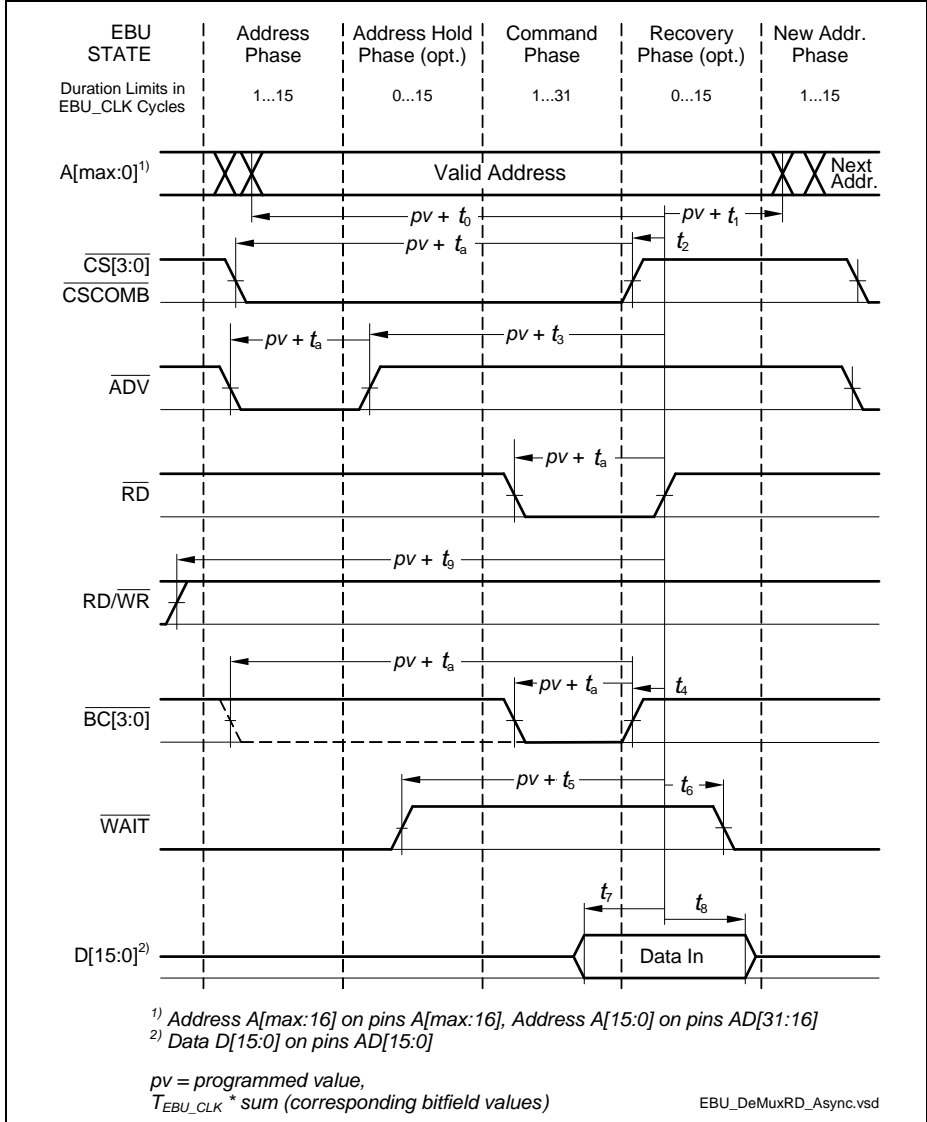 EBU STATE
Address Phase
Address Hold Phase (opt.)
Command Phase
Recovery Phase (opt.)
New Addr. Phase
Duration Limits in EBU_CLK Cycles
1...15
0...15
1...31
0...15
1...15
A[max:0]1)
Valid Address
Next Addr.
pv + t0
pv + t1
pv + ta
t2
CS[3:0]
CSCOMB
pv + ta
pv + t3
ADV
pv + ta
RD
pv + t9
RD/WR
pv + ta
pv + ta
t4
BC[3:0]
pv + t5
t6
WAIT
t7
t8
D[15:0]2)
Data In
1) Address A[max:16] on pins A[max:16], Address A[15:0] on pins AD[31:16]
2) Data D[15:0] on pins AD[15:0]
pv = programmed value,
TEBU_CLK * sum (corresponding bitfield values)
EBU_DeMuxRD_Async.vsd